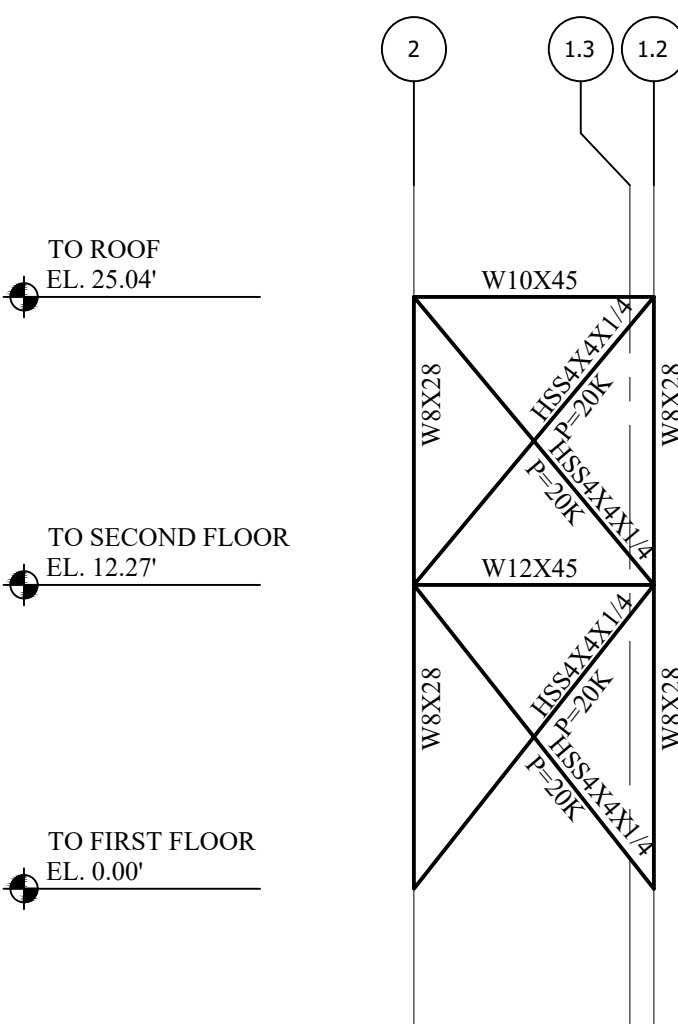 2
1.3
1.2
TO ROOF
EL. 25.04'
W10X45
HSS4X4X1/4
P=20K
W8X28
W8X28
HSS4X4X1/4
P=20K
TO SECOND FLOOR
EL. 12.27'
W12X45
HSS4X4X1/4
P=20K
W8X28
W8X28
HSS4X4X1/4
P=20K
TO FIRST FLOOR
EL. 0.00'